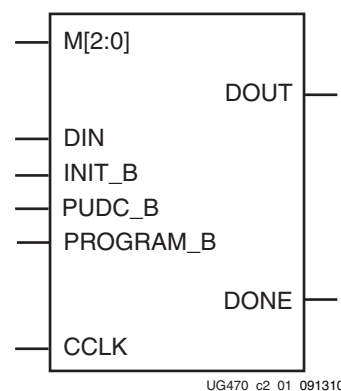 M[2:0]
DOUT
DIN
INIT_B
PUDC_B
PROGRAM_B
DONE
CCLK
UG470_c2_01_091310